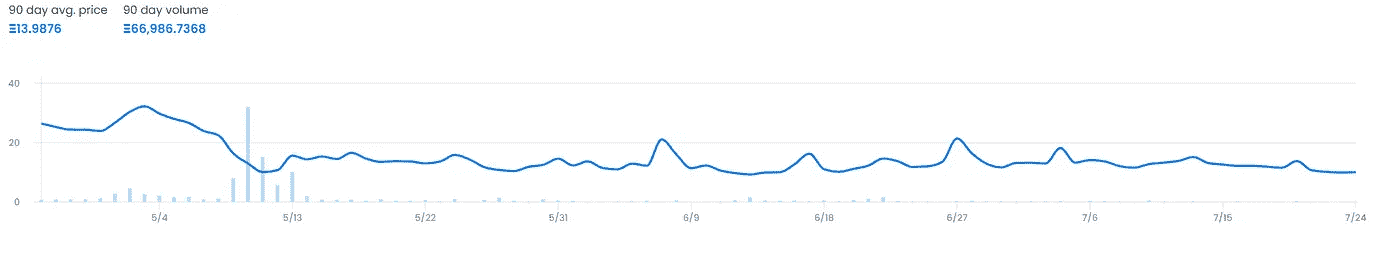 90 day avg. price 90 day volume
Ξ13.9876 Ξ66,986.7368
40
20
0
5/4 5/13 5/22 5/31 6/9 6/18 6/27 7/6 7/15 7/24